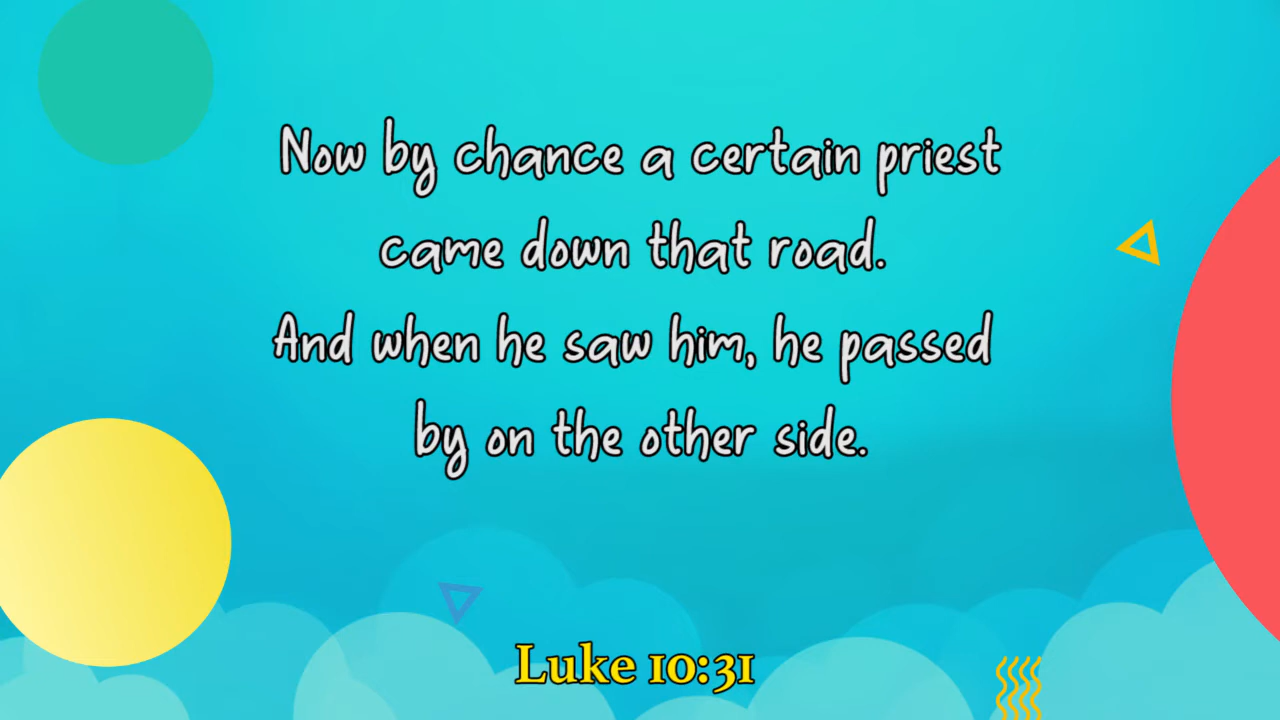 Now by chance a certain priest
came down that road.
And when he saw him, he passed
by on the other side.
Luke 10:31